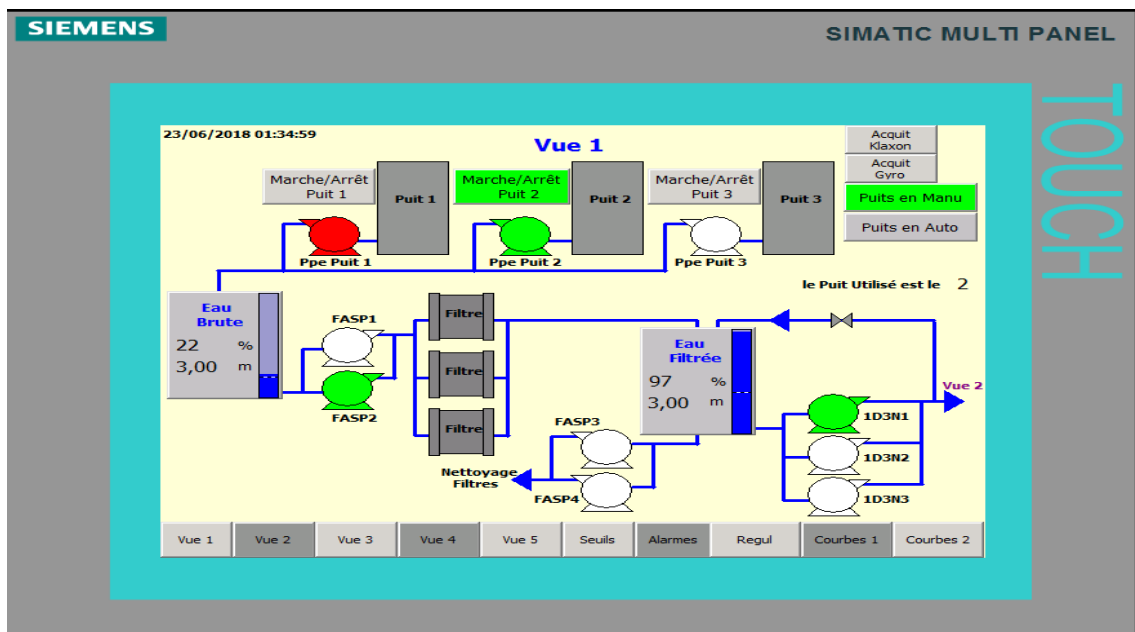 SIEMENS
SIMATIC MULTI PANEL
TOUCH
23/06/2018 01:34:59
Vue 1
Acquit
Klaxon
Acquit
Gyro
Marche/Arrêt
Puit 1
Puit 1
Marche/Arrêt
Puit 2
Puit 2
Marche/Arrêt
Puit 3
Puit 3
Puits en Manu
Puits en Auto
Ppe Puit 1
Ppe Puit 2
Ppe Puit 3
le Puit Utilisé est le 2
Eau
Brute
22 %
3,00 m
FASP1
FASP2
Filtre
Filtre
Filtre
Eau
Filtrée
97 %
3,00 m
Vue 2
1D3N1
1D3N2
1D3N3
FASP3
FASP4
Nettoyage
Filtres
Vue 1
Vue 2
Vue 3
Vue 4
Vue 5
Seuils
Alarmes
Regul
Courbes 1
Courbes 2